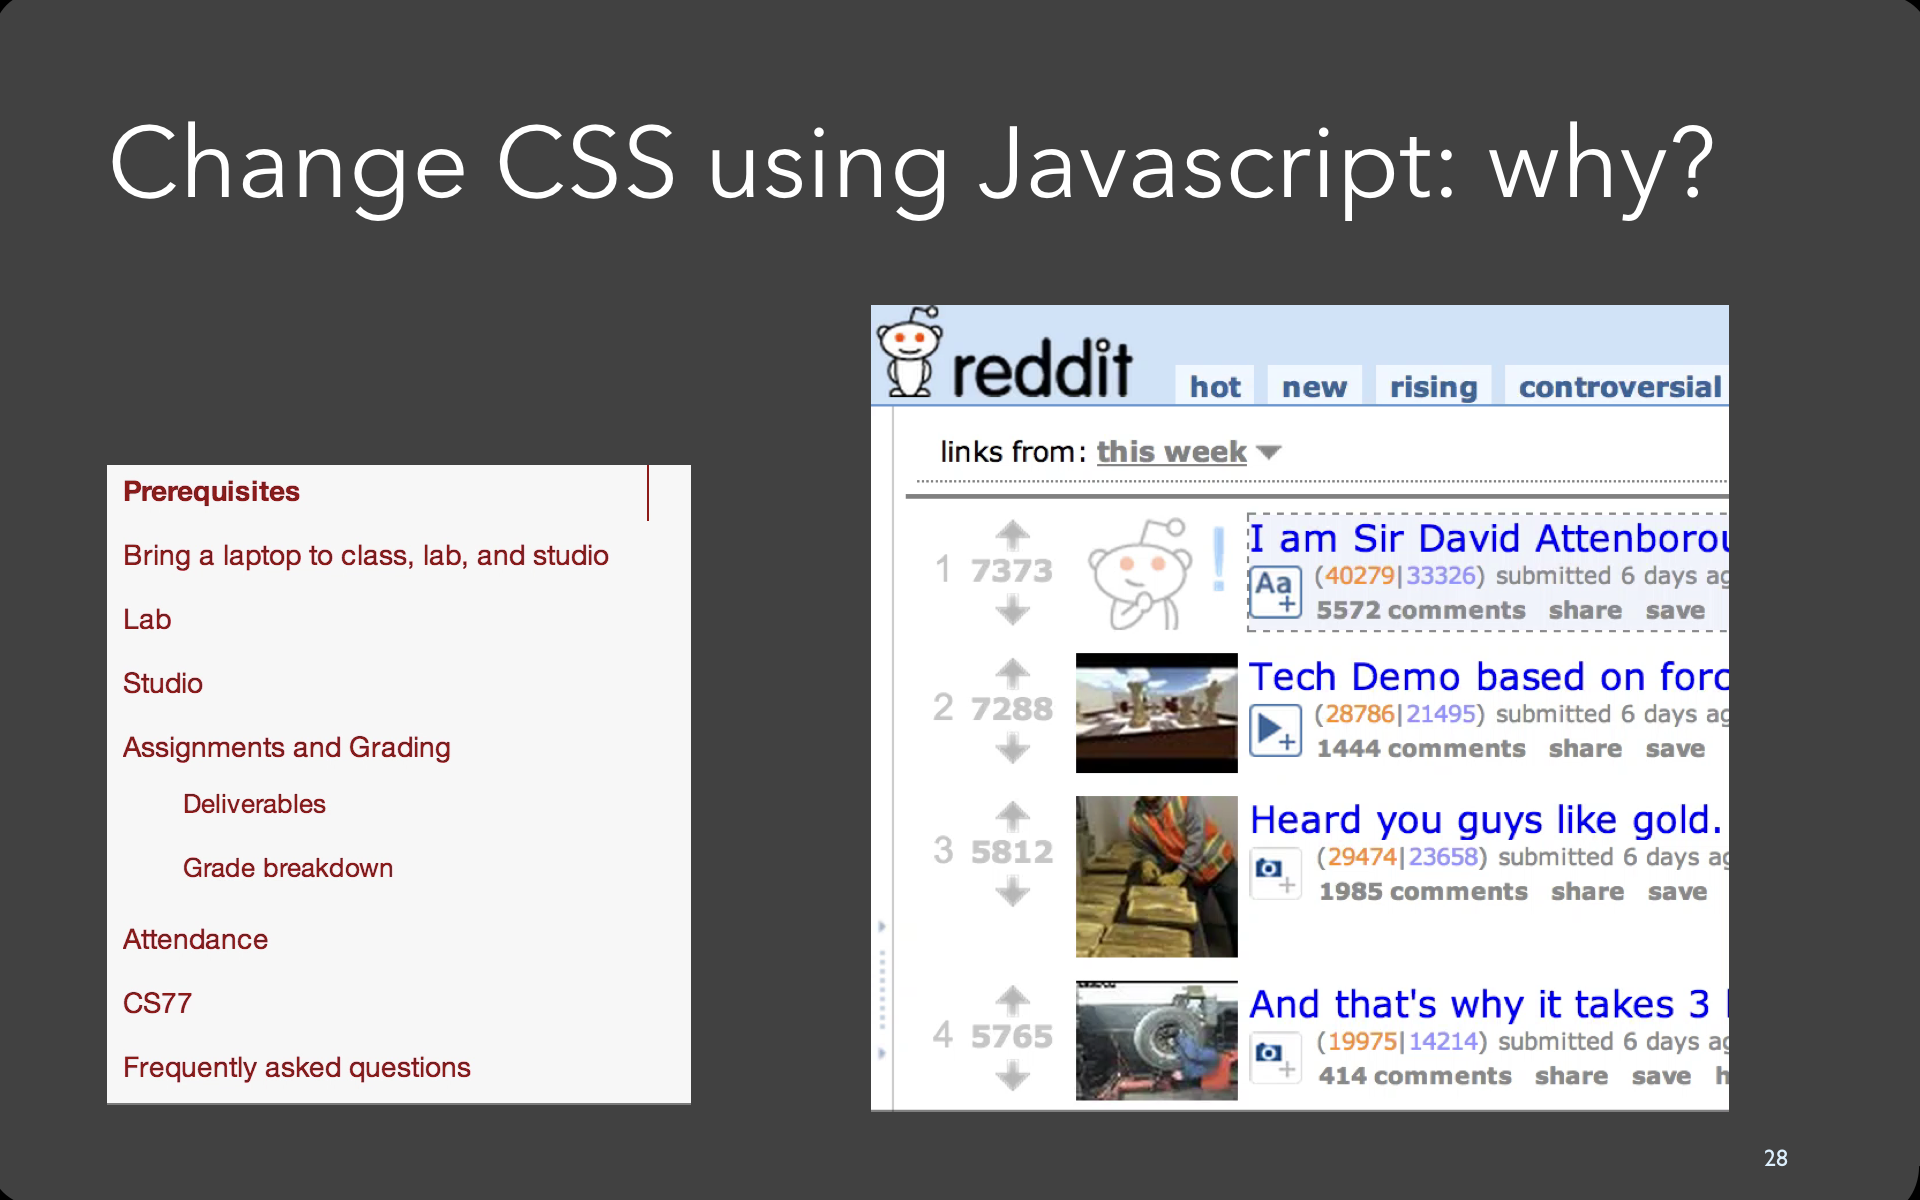 Change CSS using Javascript: why?
Prerequisites
Bring a laptop to class, lab, and studio
Lab
Studio
Assignments and Grading
Deliverables
Grade breakdown
Attendance
CS77
Frequently asked questions
reddit hot new rising controversial
links from: this week
1 7373 ! I am Sir David Attenborou
Aa+ (40279|33326) submitted 6 days ag
5572 comments share save
2 7288 Tech Demo based on forc
(28786|21495) submitted 6 days ag
1444 comments share save
3 5812 Heard you guys like gold.
(29474|23658) submitted 6 days ag
1985 comments share save
4 5765 And that's why it takes 3
(19975|14214) submitted 6 days ag
414 comments share save h
28